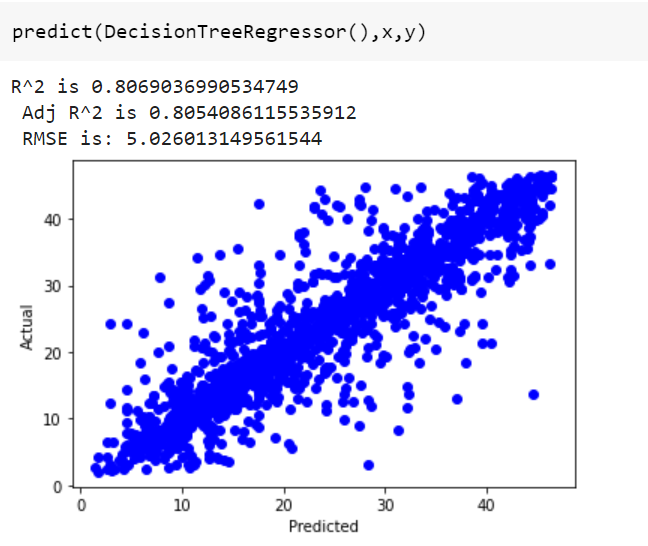 predict(DecisionTreeRegressor(),x,y)
R^2 is 0.8069036990534749
Adj R^2 is 0.8054086115535912
RMSE is: 5.026013149561544
40
30
20
10
0
Actual
0 10 20 30 40
Predicted